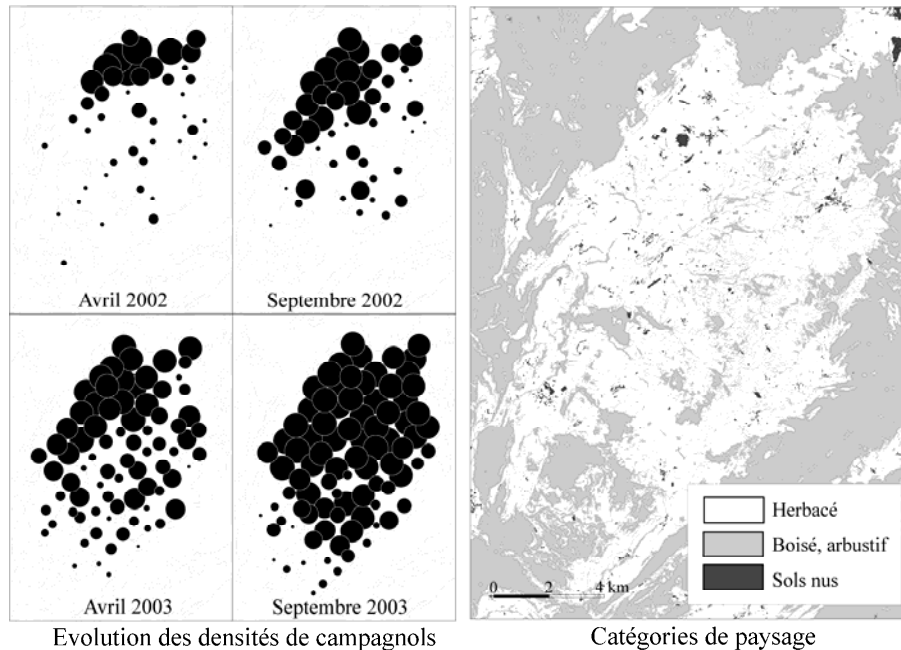 Avril 2002
Septembre 2002
Avril 2003
Septembre 2003
Evolution des densités de campagnols
Herbacé
Boisé, arbustif
Sols nus
0 2 4 km
Catégories de paysage